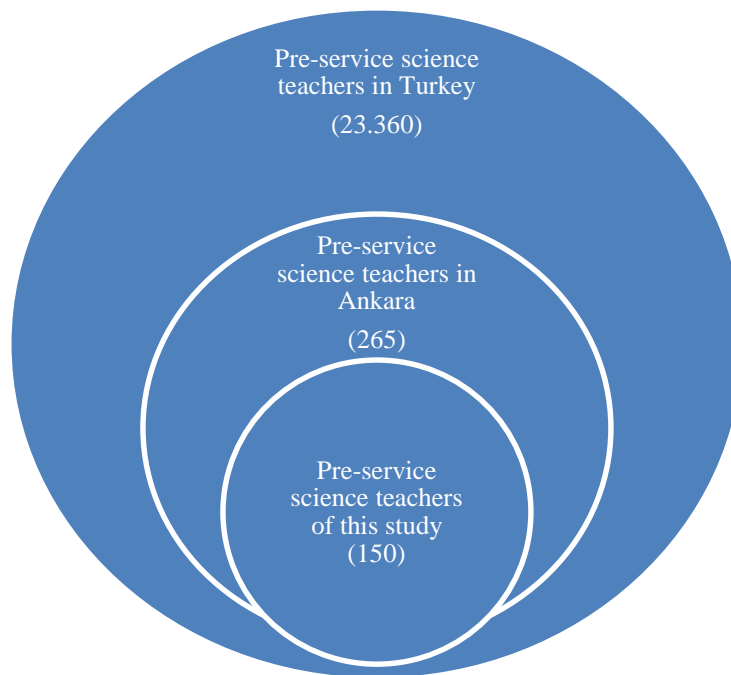 Pre-service science
teachers in Turkey
(23.360)
Pre-service
science teachers in
Ankara
(265)
Pre-service
science teachers
of this study
(150)